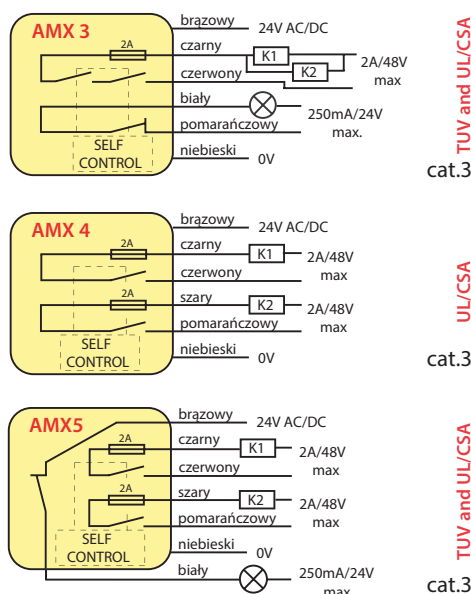 AMX 3
brązowy
24V AC/DC
2A
czarny
K1
K2
2A/48V
max
czerwony
biały
250mA/24V
max.
pomarańczowy
SELF
CONTROL
niebieski
0V
TUV and UL/CSA
cat.3
AMX 4
brązowy
24V AC/DC
2A
czarny
K1
2A/48V
max
czerwony
2A
szary
K2
2A/48V
max
pomarańczowy
SELF
CONTROL
niebieski
0V
UL/CSA
cat.3
AMX5
brązowy
24V AC/DC
2A
czarny
K1
2A/48V
max
czerwony
2A
szary
K2
2A/48V
max
pomarańczowy
SELF
CONTROL
niebieski
0V
biały
250mA/24V
max
TUV and UL/CSA
cat.3